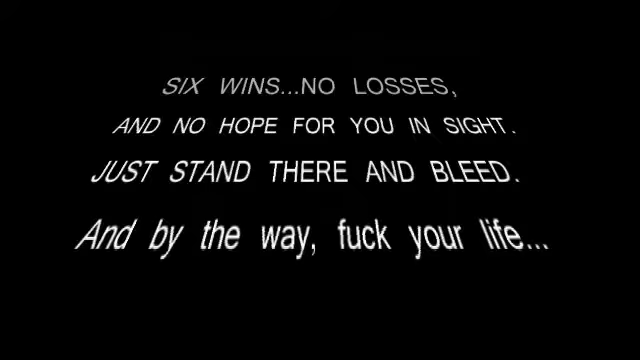 SIX WINS...NO LOSSES,
AND NO HOPE FOR YOU IN SIGHT.
JUST STAND THERE AND BLEED.
And by the way, fuck your life...